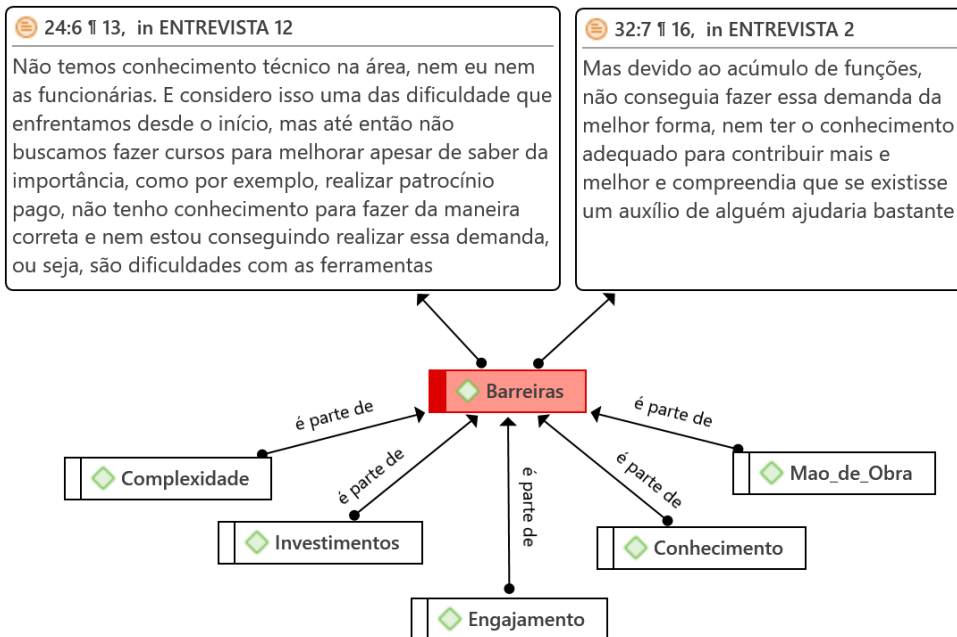 24:6 ¶ 13, in ENTREVISTA 12
Não temos conhecimento técnico na área, nem eu nem
as funcionárias. E considero isso uma das dificuldade que
enfrentamos desde o início, mas até então não
buscamos fazer cursos para melhorar apesar de saber da
importância, como por exemplo, realizar patrocínio
pago, não tenho conhecimento para fazer da maneira
correta e nem estou conseguindo realizar essa demanda,
ou seja, são dificuldades com as ferramentas
32:7 ¶ 16, in ENTREVISTA 2
Mas devido ao acúmulo de funções,
não conseguia fazer essa demanda da
melhor forma, nem ter o conhecimento
adequado para contribuir mais e
melhor e compreendia que se existisse
um auxílio de alguém ajudaria bastante
Barreiras
é parte de
é parte de
é parte de
é parte de
é parte de
Complexidade
Mao_de_Obra
Investimentos
Conhecimento
Engajamento